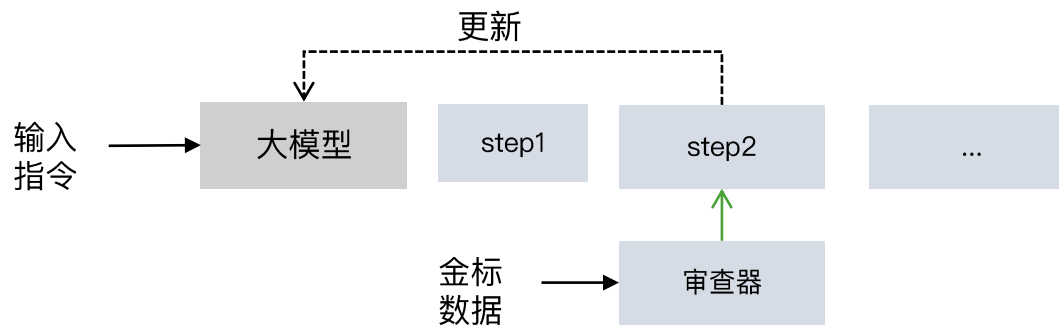 更新
输入
指令
大模型
step1
step2
...
金标
数据
审查器